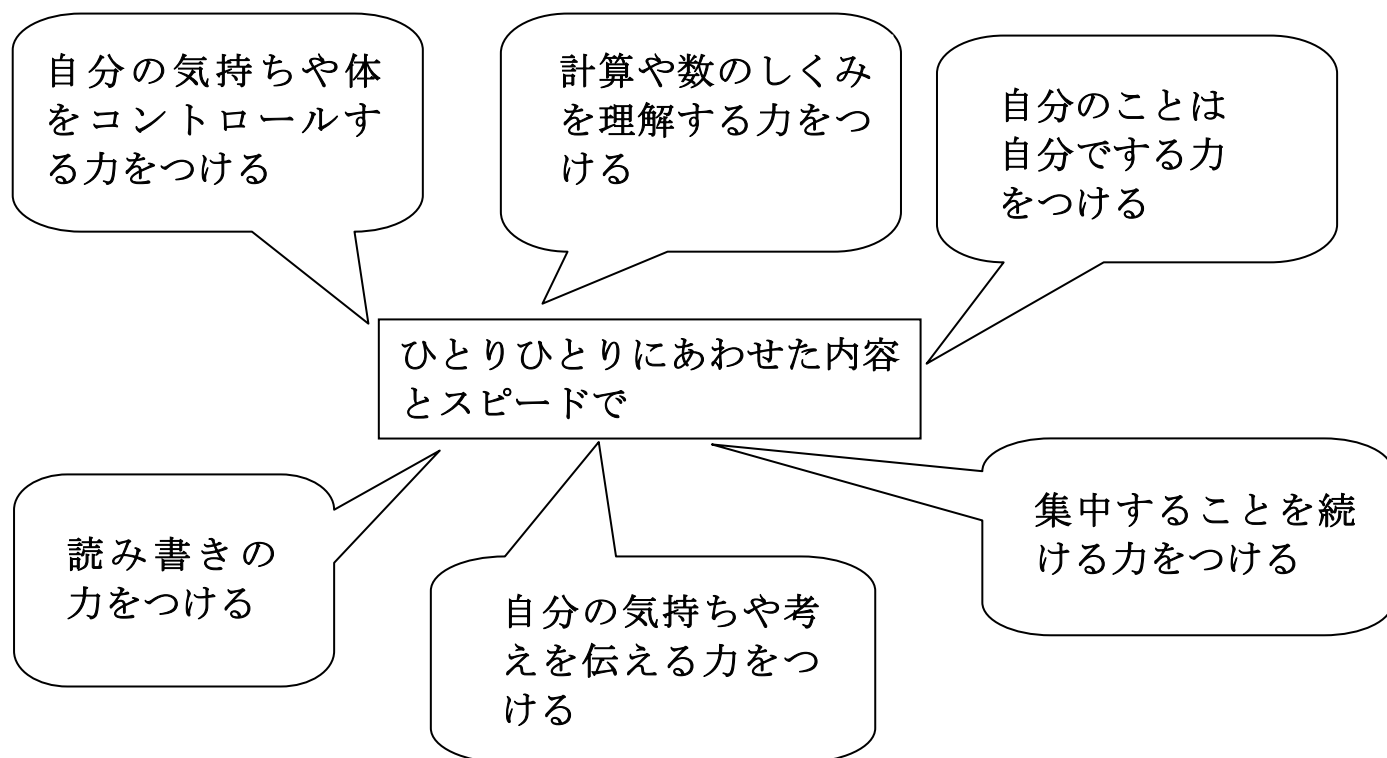 自分の気持ちや体
をコントロールす
る力をつける
計算や数のしくみ
を理解する力をつ
ける
自分のことは
自分でする力
をつける
ひとりひとりにあわせた内容
とスピードで
読み書きの
力をつける
自分の気持ちや考
えを伝える力をつ
ける
集中することを続
ける力をつける